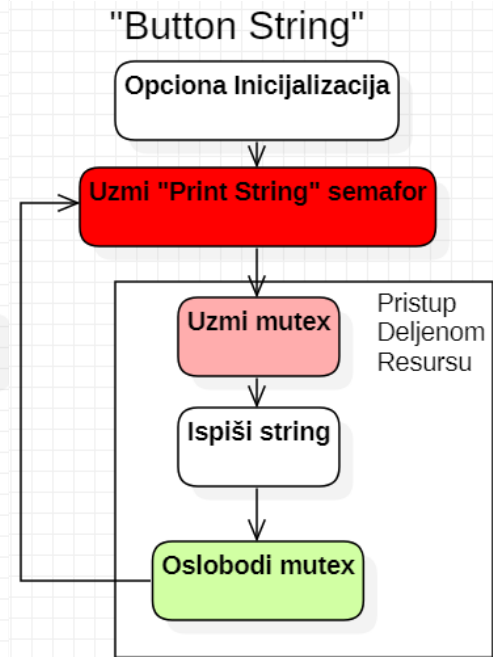 "Button String"
Opciona Inicijalizacija
Uzmi "Print String" semafor
Uzmi mutex
Pristup
Deljenom
Resursu
Ispiši string
Oslobodi mutex